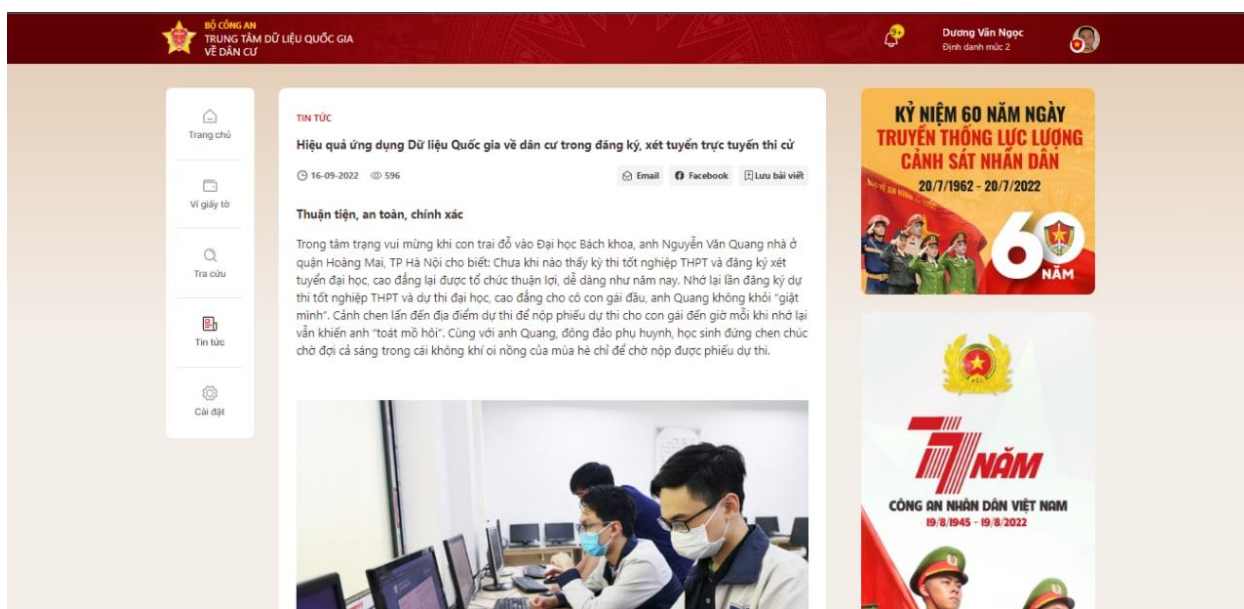 BỘ CÔNG AN
TRUNG TÂM DỮ LIỆU QUỐC GIA
VỀ DÂN CƯ
9+
Dương Văn Ngọc
Định danh mức 2
Trang chủ
Ví giấy tờ
Tra cứu
Tin tức
Cài đặt
TIN TỨC
Hiệu quả ứng dụng Dữ liệu Quốc gia về dân cư trong đăng ký, xét tuyển trực tuyến thi cử
16-09-2022 596
Email Facebook Lưu bài viết
Thuận tiện, an toàn, chính xác
Trong tâm trạng vui mừng khi con trai đỗ vào Đại học Bách khoa, anh Nguyễn Văn Quang nhà ở
quận Hoàng Mai, TP Hà Nội cho biết: Chưa khi nào thấy kỳ thi tốt nghiệp THPT và đăng ký xét
tuyển đại học, cao đẳng lại được tổ chức thuận lợi, dễ dàng như năm nay. Nhớ lại lần đăng ký dự
thi tốt nghiệp THPT và dự thi đại học, cao đẳng cho cô con gái đầu, anh Quang không khỏi "giật
mình". Cảnh chen lấn đến địa điểm dự thi để nộp phiếu dự thi cho con gái đến giờ mỗi khi nhớ lại
vẫn khiến anh "toát mồ hôi". Cùng với anh Quang, đông đảo phụ huynh, học sinh đứng chen chúc
chờ đợi cả sáng trong cái không khí oi nồng của mùa hè chỉ để chờ nộp được phiếu dự thi.
KỶ NIỆM 60 NĂM NGÀY
TRUYỀN THỐNG LỰC LƯỢNG
CẢNH SÁT NHÂN DÂN
20/7/1962 - 20/7/2022
60
NĂM
77
NĂM
CÔNG AN NHÂN DÂN VIỆT NAM
19/8/1945 - 19/8/2022